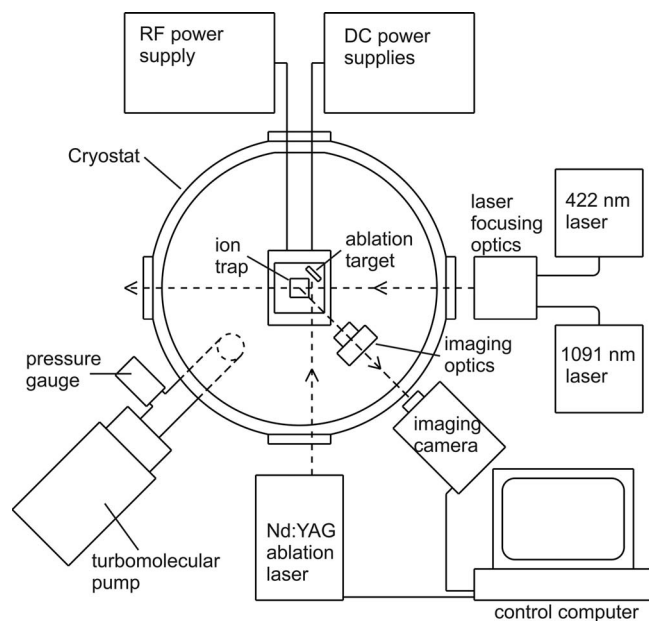 RF power
supply
DC power
supplies
Cryostat
laser
focusing
optics
422 nm
laser
ion
trap
ablation
target
pressure
gauge
imaging
optics
1091 nm
laser
imaging
camera
Nd:YAG
ablation
laser
turbomolecular
pump
control computer